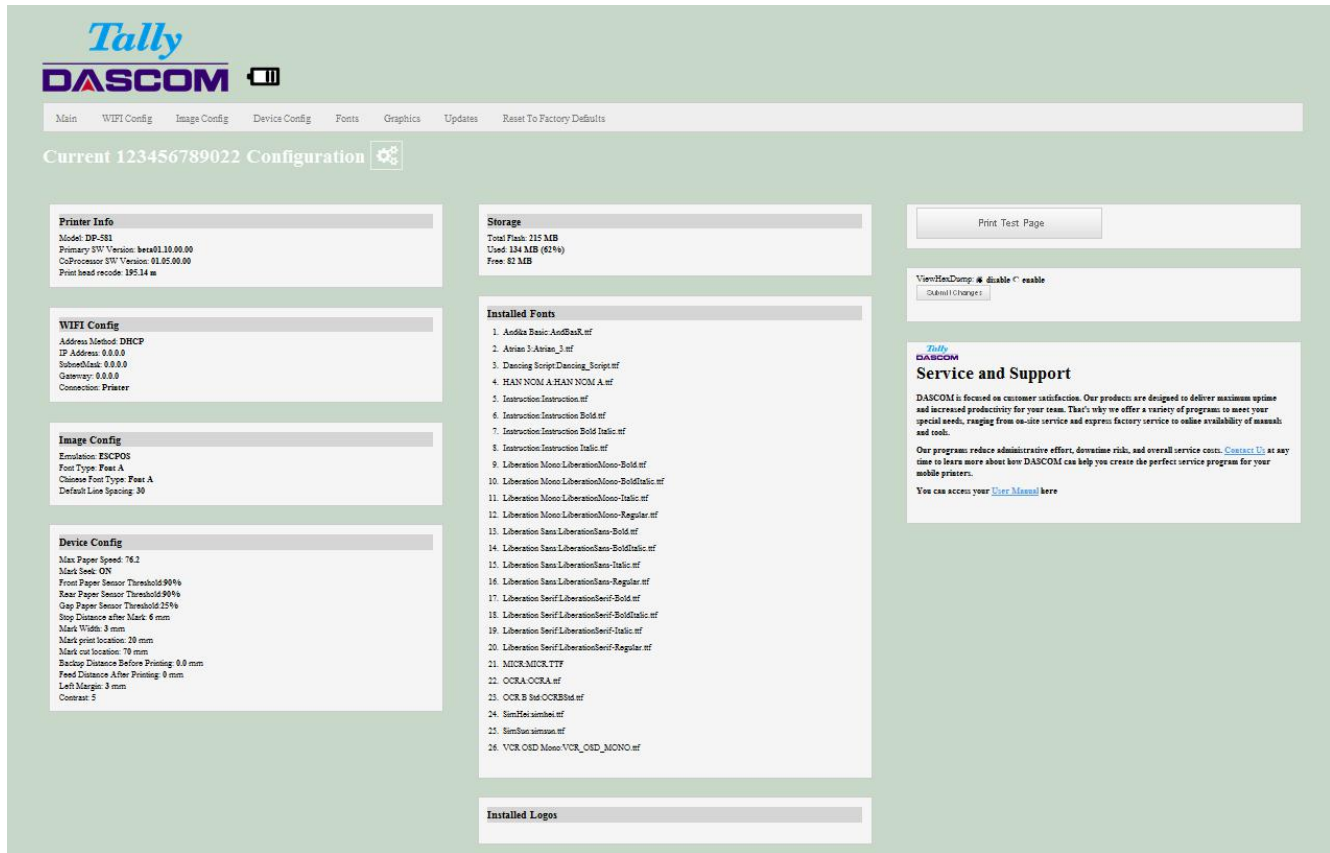 Tally
DASCOM
Main WIFI Config Image Config Device Config Fonts Graphics Updates Reset To Factory Defaults
Current 123456789022 Configuration
Printer Info
Model: DP-581
Primary SW Version: beta01.10.00.00
CoProcessor SW Version: 01.05.00.00
Print head recode: 195.14 m
WIFI Config
Address Method: DHCP
IP Address: 0.0.0.0
SubnetMask: 0.0.0.0
Gateway: 0.0.0.0
Connection: Printer
Image Config
Emulation: ESCPOS
Font Type: Font A
Chinese Font Type: Font A
Default Line Spacing: 30
Device Config
Max Paper Speed: 76.2
Mark Seek: ON
Front Paper Sensor Threshold:90%
Rear Paper Sensor Threshold:90%
Gap Paper Sensor Threshold:25%
Stop Distance after Mark: 6 mm
Mark Width: 3 mm
Mark print location: 20 mm
Mark cut location: 70 mm
Backup Distance Before Printing: 0.0 mm
Feed Distance After Printing: 0 mm
Left Margin: 3 mm
Contrast: 5
Storage
Total Flash: 215 MB
Used: 134 MB (62%)
Free: 82 MB
Installed Fonts
1. Andika Basic:AndBasR.ttf
2. Atrian 3:Atrian_3.ttf
3. Dancing Script:Dancing_Script.ttf
4. HAN NOM A:HAN NOM A.ttf
5. Instruction:Instruction.ttf
6. Instruction:Instruction Bold.ttf
7. Instruction:Instruction Bold Italic.ttf
8. Instruction:Instruction Italic.ttf
9. Liberation Mono:LiberationMono-Bold.ttf
10. Liberation Mono:LiberationMono-BoldItalic.ttf
11. Liberation Mono:LiberationMono-Italic.ttf
12. Liberation Mono:LiberationMono-Regular.ttf
13. Liberation Sans:LiberationSans-Bold.ttf
14. Liberation Sans:LiberationSans-BoldItalic.ttf
15. Liberation Sans:LiberationSans-Italic.ttf
16. Liberation Sans:LiberationSans-Regular.ttf
17. Liberation Serif:LiberationSerif-Bold.ttf
18. Liberation Serif:LiberationSerif-BoldItalic.ttf
19. Liberation Serif:LiberationSerif-Italic.ttf
20. Liberation Serif:LiberationSerif-Regular.ttf
21. MICR:MICR.TTF
22. OCRA:OCRA.ttf
23. OCR B Std:OCRBStd.ttf
24. SimHei:simhei.ttf
25. SimSun:simsun.ttf
26. VCR OSD Mono:VCR_OSD_MONO.ttf
Installed Logos
Print Test Page
ViewHexDump: disable enable
Submit Changes
Tally
DASCOM
Service and Support
DASCOM is focused on customer satisfaction. Our products are designed to deliver maximum uptime
and increased productivity for your team. That's why we offer a variety of programs to meet your
special needs, ranging from on-site service and express factory service to online availability of manuals
and tools.
Our programs reduce administrative effort, downtime risks, and overall service costs. Contact Us at any
time to learn more about how DASCOM can help you create the perfect service program for your
mobile printers.
You can access your User Manual here